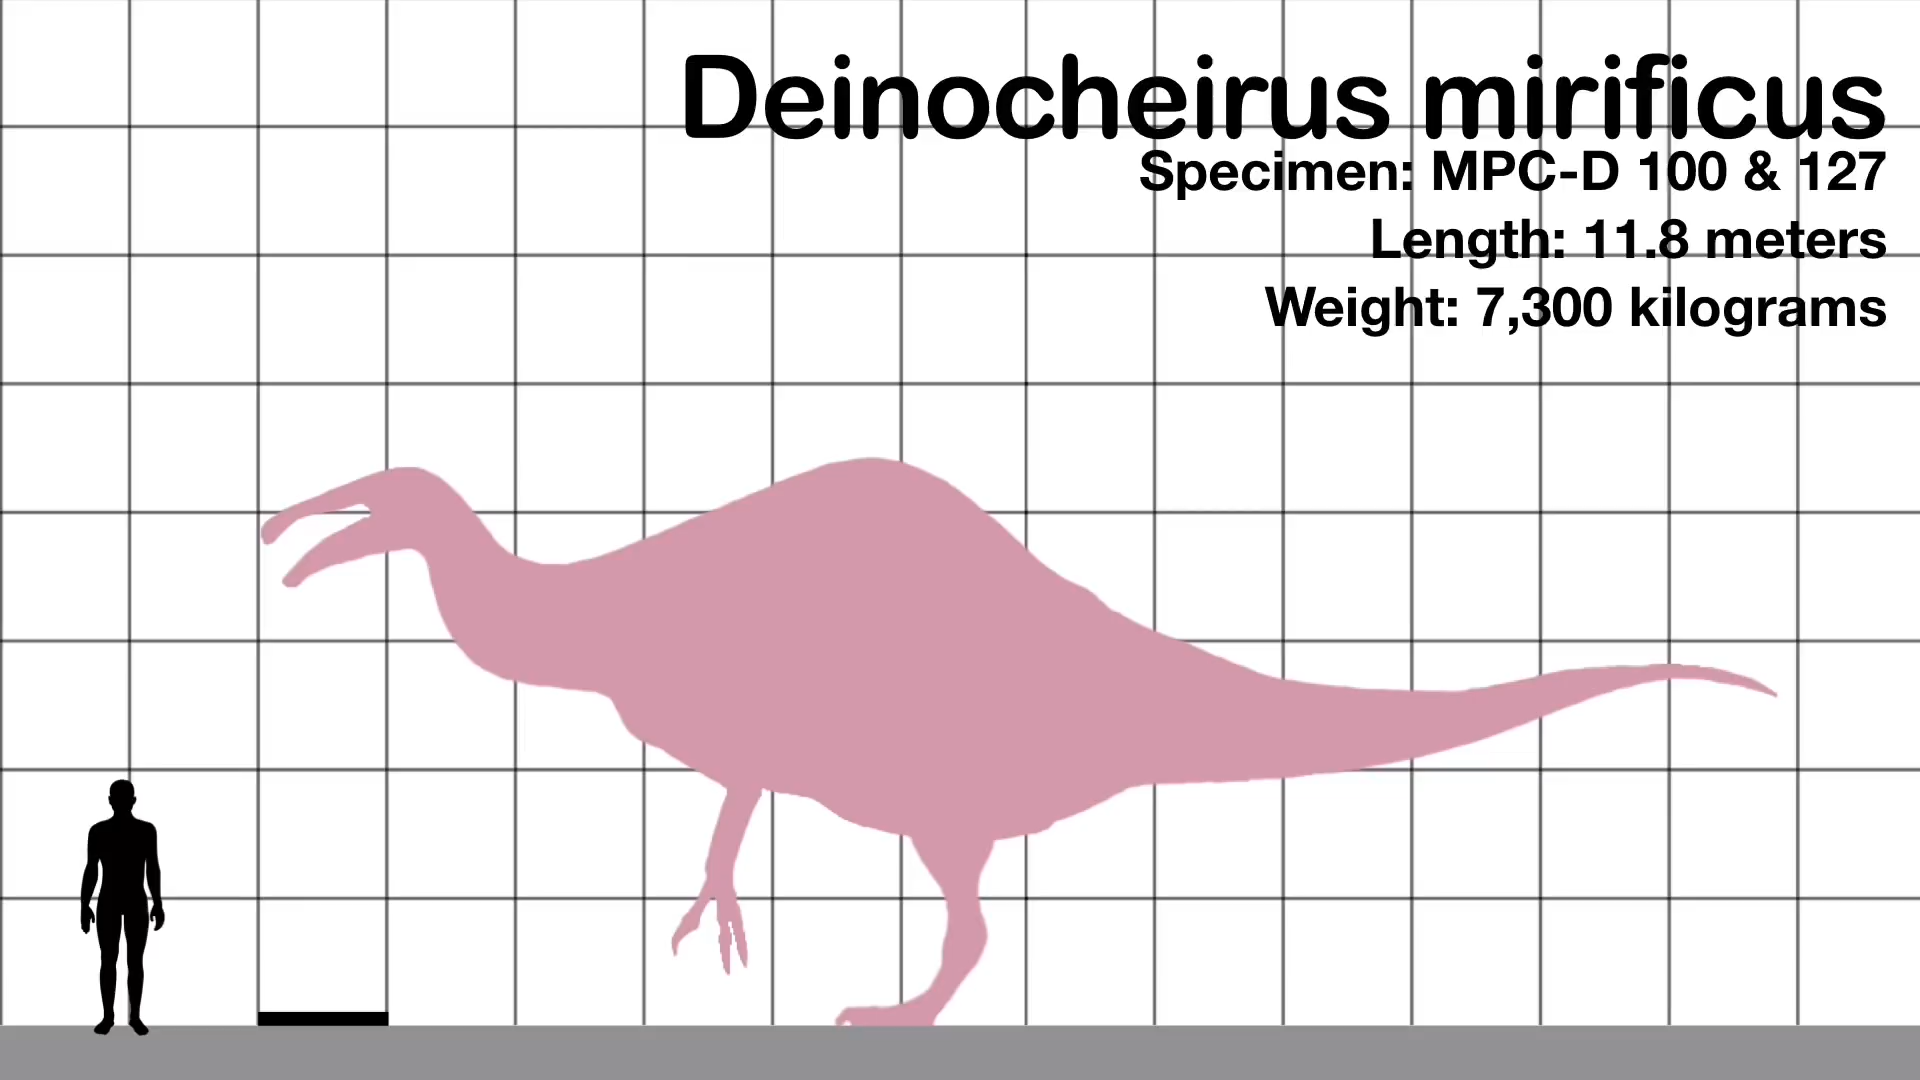 Deinocheirus mirificus
Specimen: MPC-D 100 & 127
Length: 11.8 meters
Weight: 7,300 kilograms